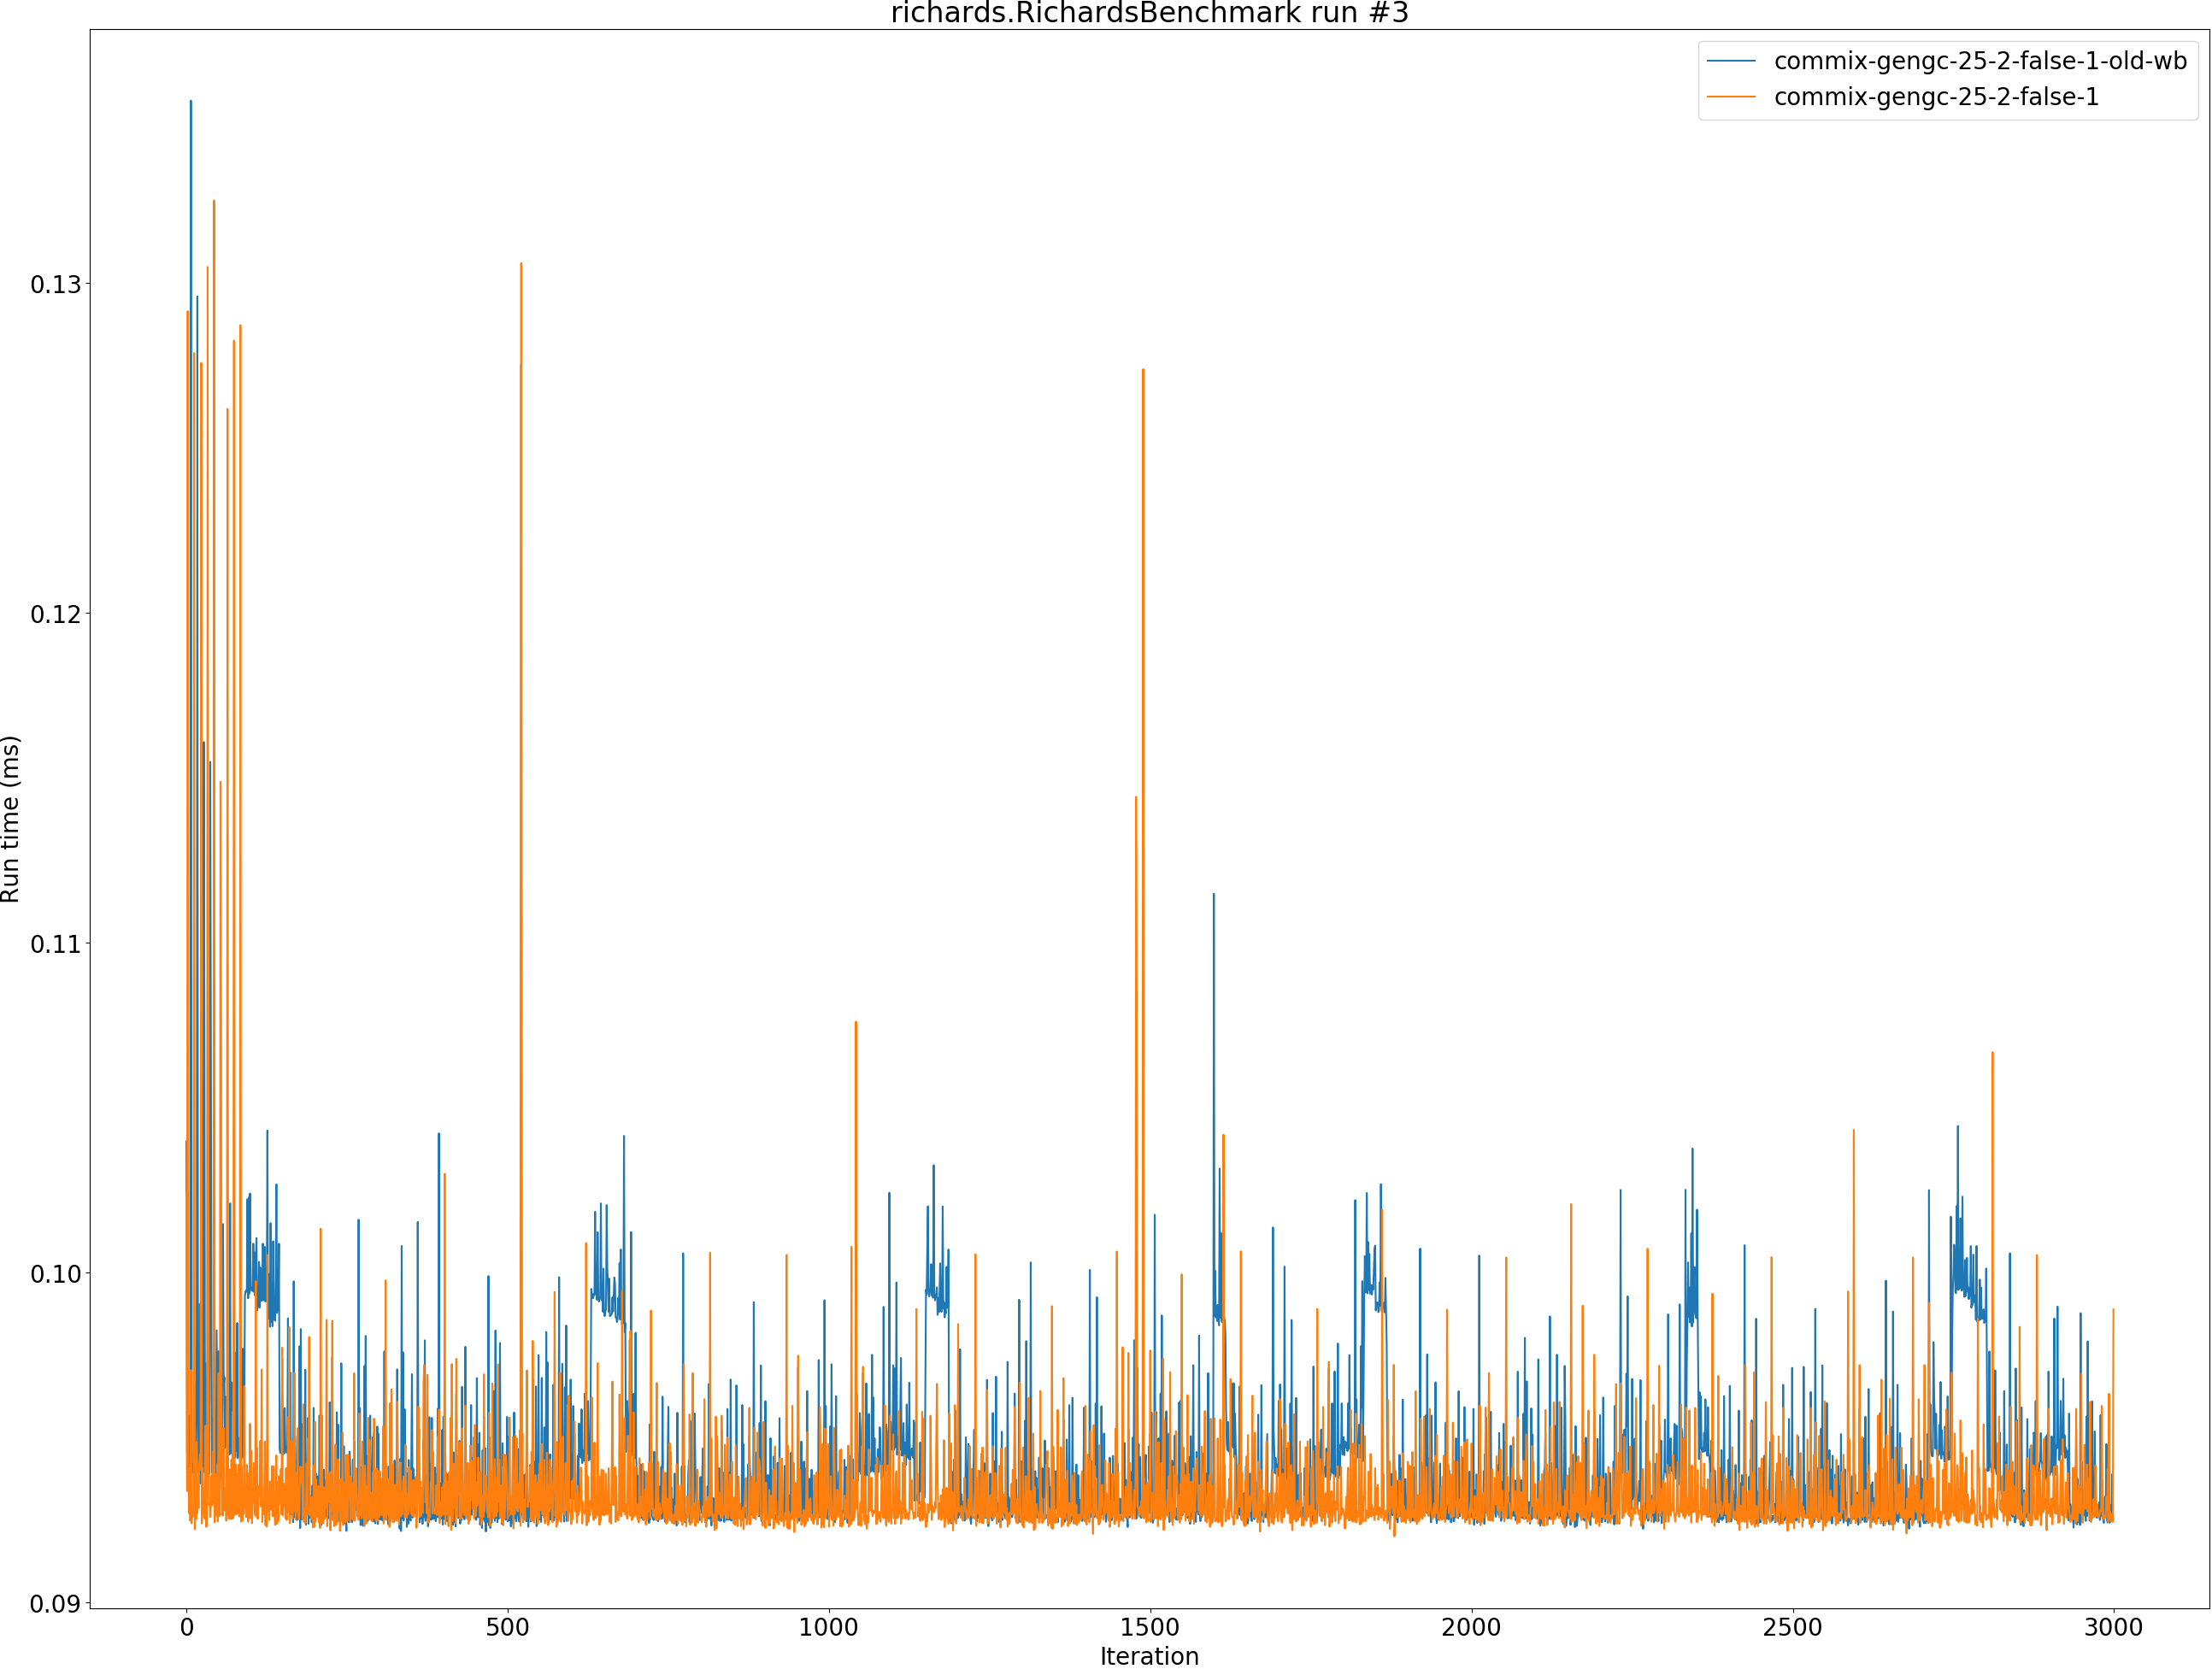 richards.RichardsBenchmark run #3
commix-gengc-25-2-false-1-old-wb
commix-gengc-25-2-false-1
Run time (ms)
0.13
0.12
0.11
0.10
0.09
0 500 1000 1500 2000 2500 3000
Iteration